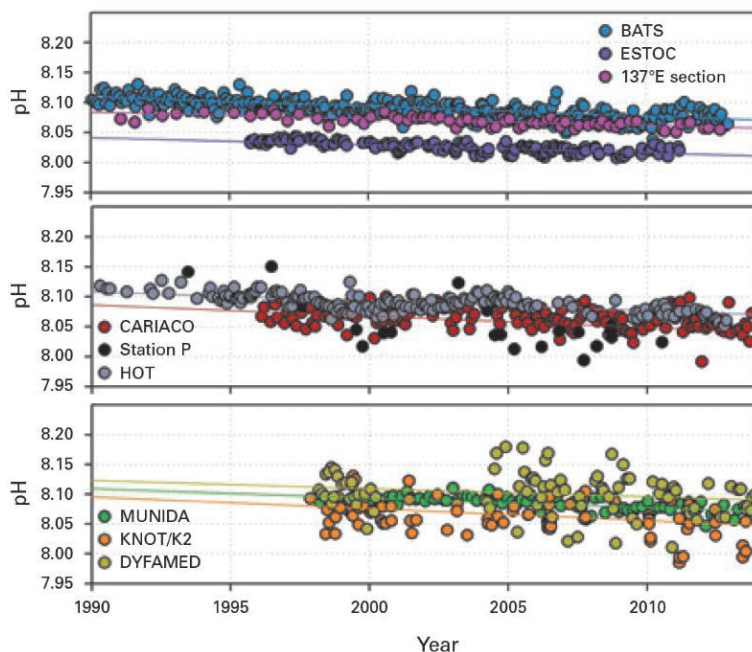 8.20
8.15
8.10
8.05
8.00
7.95
pH
BATS
ESTOC
137°E section
8.20
8.15
8.10
8.05
8.00
7.95
pH
CARIACO
Station P
HOT
8.20
8.15
8.10
8.05
8.00
7.95
pH
MUNIDA
KNOT/K2
DYFAMED
1990 1995 2000 2005 2010
Year